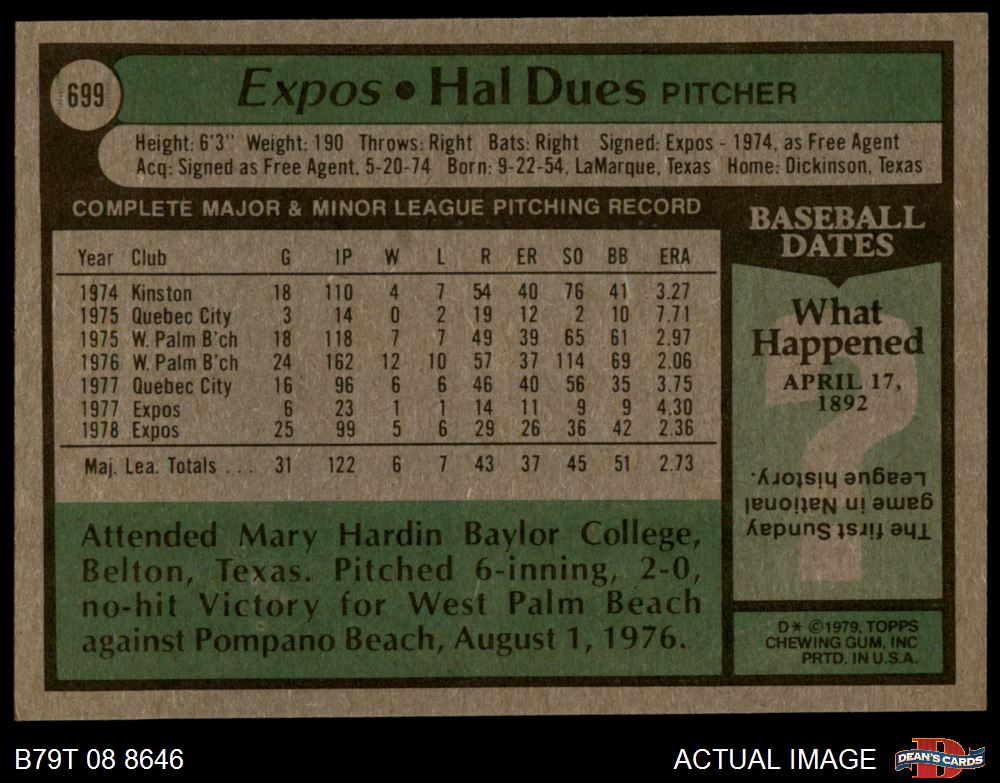 699
Expos • Hal Dues PITCHER
Height: 6'3" Weight: 190 Throws: Right Bats: Right Signed: Expos - 1974, as Free Agent
Acq: Signed as Free Agent, 5-20-74 Born: 9-22-54, LaMarque, Texas Home: Dickinson, Texas
COMPLETE MAJOR & MINOR LEAGUE PITCHING RECORD
Year Club G IP W L R ER SO BB ERA
1974 Kinston 18 110 4 7 54 40 76 41 3.27
1975 Quebec City 3 14 0 2 19 12 2 10 7.71
1975 W. Palm B'ch 18 118 7 7 49 39 65 61 2.97
1976 W. Palm B'ch 24 162 12 10 57 37 114 69 2.06
1977 Quebec City 16 96 6 6 46 40 56 35 3.75
1977 Expos 6 23 1 1 14 11 9 9 4.30
1978 Expos 25 99 5 6 29 26 36 42 2.36
Maj. Lea. Totals ... 31 122 6 7 43 37 45 51 2.73
Attended Mary Hardin Baylor College,
Belton, Texas. Pitched 6-inning, 2-0,
no-hit Victory for West Palm Beach
against Pompano Beach, August 1, 1976.
BASEBALL
DATES
What
Happened
APRIL 17,
1892
?
The first Sunday
game in National
League history.
D* ©1979, TOPPS
CHEWING GUM, INC
PRTD. IN U.S.A.
B79T 08 8646
ACTUAL IMAGE
D
DEAN'S CARDS